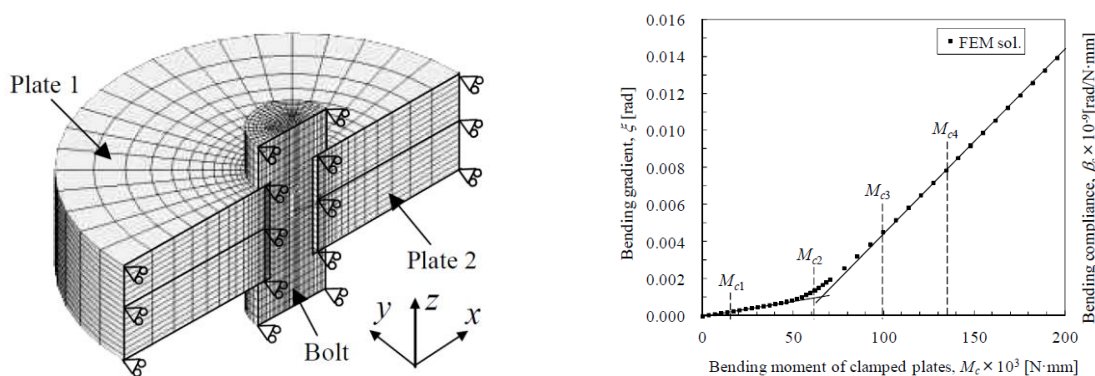 Plate 1
Plate 2
Bolt
y
z
x
0.016
0.014
0.012
0.010
0.008
0.006
0.004
0.002
0.000
Bending gradient, ξ [rad]
FEM sol.
Mc1
Mc2
Mc3
Mc4
0
50
100
150
200
Bending moment of clamped plates, Mc × 10³ [N·mm]
Bending compliance, × 10⁻⁹[rad/N·mm]